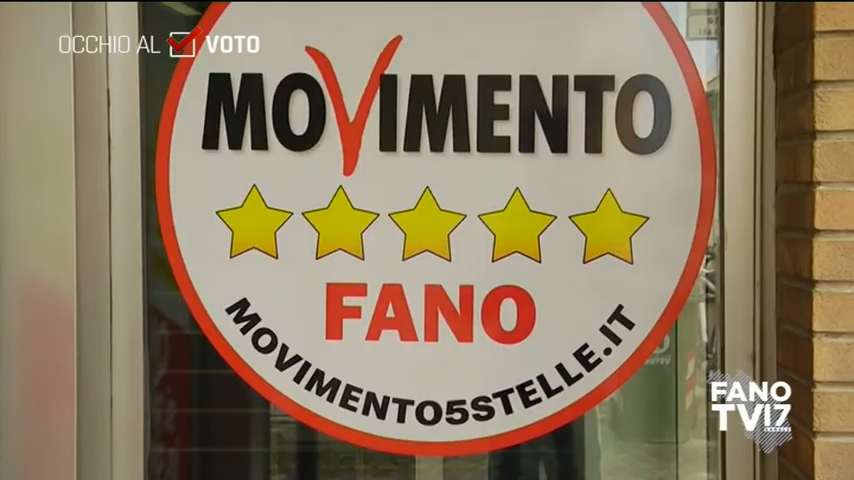 OCCHIO AL VOTO
MOVIMENTO
FANO
MOVIMENTO5STELLE.IT
FANO
TV17